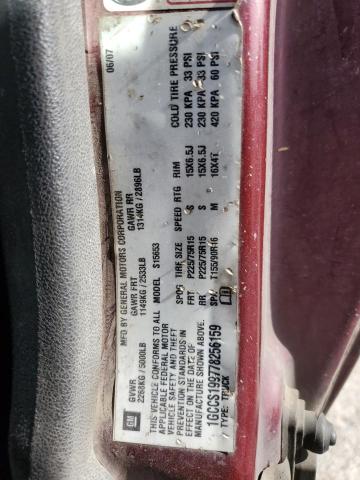 GM
MFD BY GENERAL MOTORS CORPORATION
06/07
GVWR GAWR FRT GAWR RR
2268KG / 5000LB 1149KG / 2533LB 1314KG / 2896LB
THIS VEHICLE CONFORMS TO ALL MODEL S15653
APPLICABLE FEDERAL MOTOR
VEHICLE SAFETY AND THEFT
PREVENTION STANDARDS IN
EFFECT ON THE DATE OF
MANUFACTURE SHOWN ABOVE.
1GCCS199778256159
TYPE: TRUCK
TIRE SIZE SPEED RTG RIM COLD TIRE PRESSURE
FRT P225/75R15 S 15X6.5J 230 KPA 33 PSI
RR P225/75R15 S 15X6.5J 230 KPA 33 PSI
SPA T155/90R16 M 16X4T 420 KPA 60 PSI